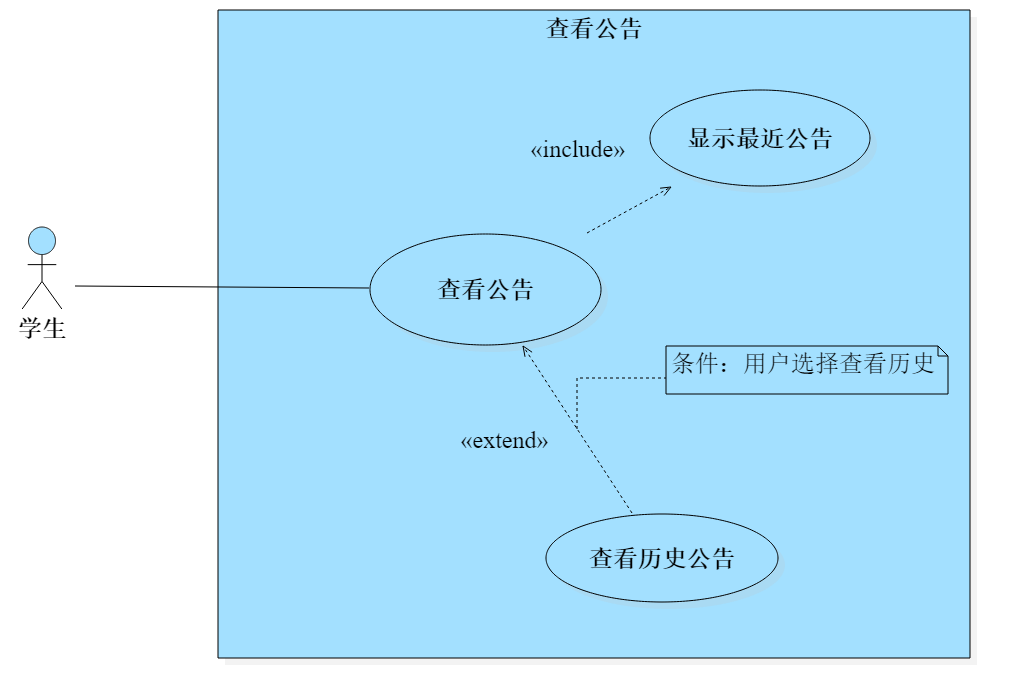 查看公告
显示最近公告
«include»
查看公告
学生
条件：用户选择查看历史
«extend»
查看历史公告